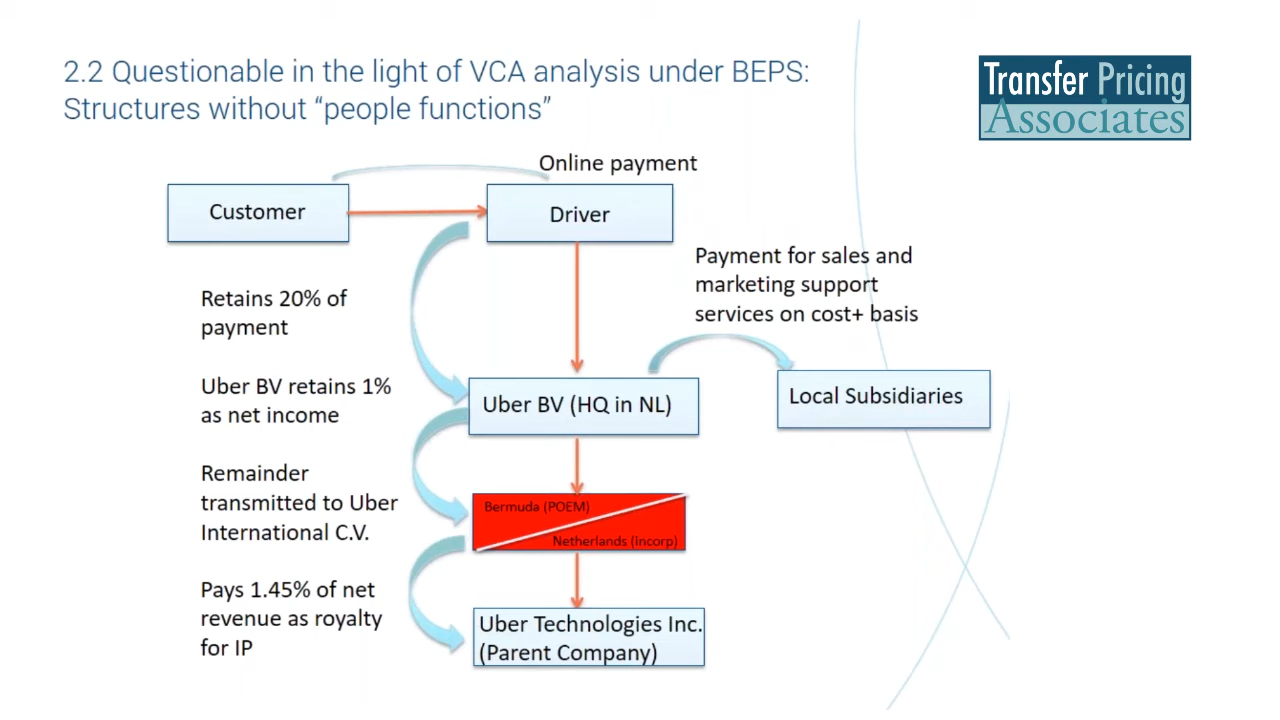 2.2 Questionable in the light of VCA analysis under BEPS:
Structures without “people functions”
Transfer Pricing
Associates
Online payment
Customer
Driver
Payment for sales and
marketing support
services on cost+ basis
Retains 20% of
payment
Uber BV retains 1%
as net income
Uber BV (HQ in NL)
Local Subsidiaries
Remainder
transmitted to Uber
International C.V.
Bermuda (POEM)
Netherlands (Incorp)
Pays 1.45% of net
revenue as royalty
for IP
Uber Technologies Inc.
(Parent Company)